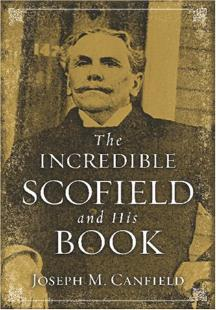 The
INCREDIBLE
SCOFIELD
and His
BOOK
JOSEPH M. CANFIELD